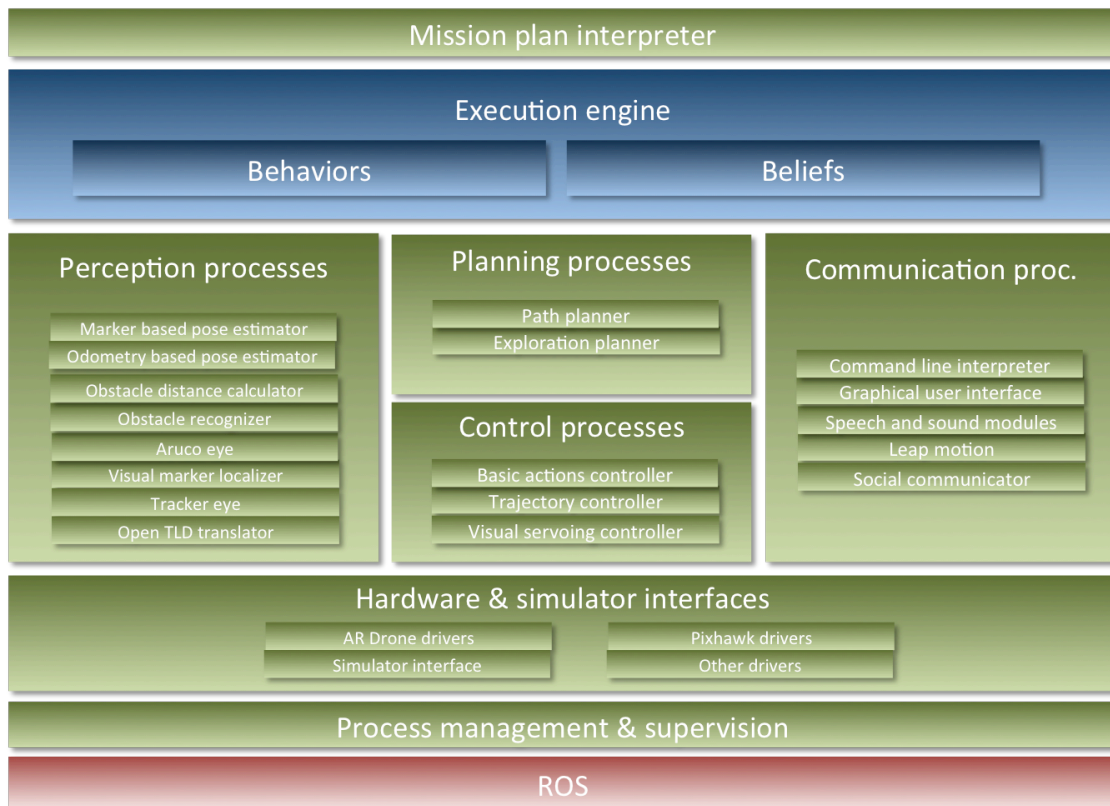 Mission plan interpreter
Execution engine
Behaviors
Beliefs
Perception processes
Marker based pose estimator
Odometry based pose estimator
Obstacle distance calculator
Obstacle recognizer
Aruco eye
Visual marker localizer
Tracker eye
Open TLD translator
Planning processes
Path planner
Exploration planner
Control processes
Basic actions controller
Trajectory controller
Visual servoing controller
Communication proc.
Command line interpreter
Graphical user interface
Speech and sound modules
Leap motion
Social communicator
Hardware & simulator interfaces
AR Drone drivers
Simulator interface
Pixhawk drivers
Other drivers
Process management & supervision
ROS